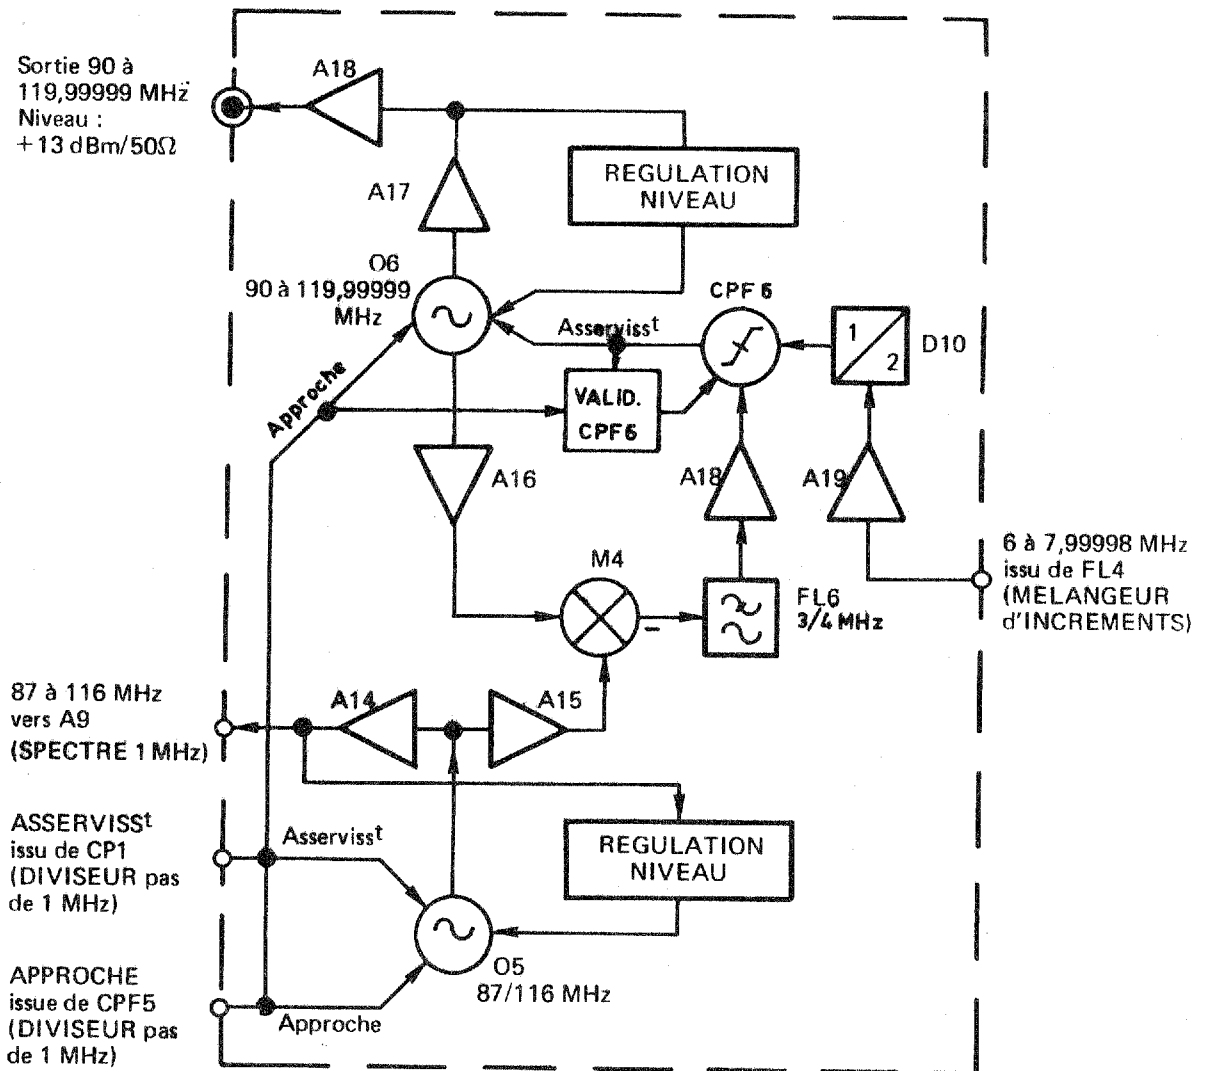 Sortie 90 à
119,99999 MHz
Niveau :
+13 dBm/50Ω
A18
A17
REGULATION
NIVEAU
O6
90 à 119,99999
MHz
CPF 6
Asservisst
1
2
D10
Approche
VALID.
CPF6
A16
A18
A19
6 à 7,99998 MHz
issu de FL4
(MELANGEUR
d'INCREMENTS)
M4
–
FL6
3/4 MHz
87 à 116 MHz
vers A9
(SPECTRE 1 MHz)
A14
A15
ASSERVISSt
issu de CP1
(DIVISEUR pas
de 1 MHz)
Asservisst
REGULATION
NIVEAU
O5
87/116 MHz
APPROCHE
issue de CPF5
(DIVISEUR pas
de 1 MHz)
Approche